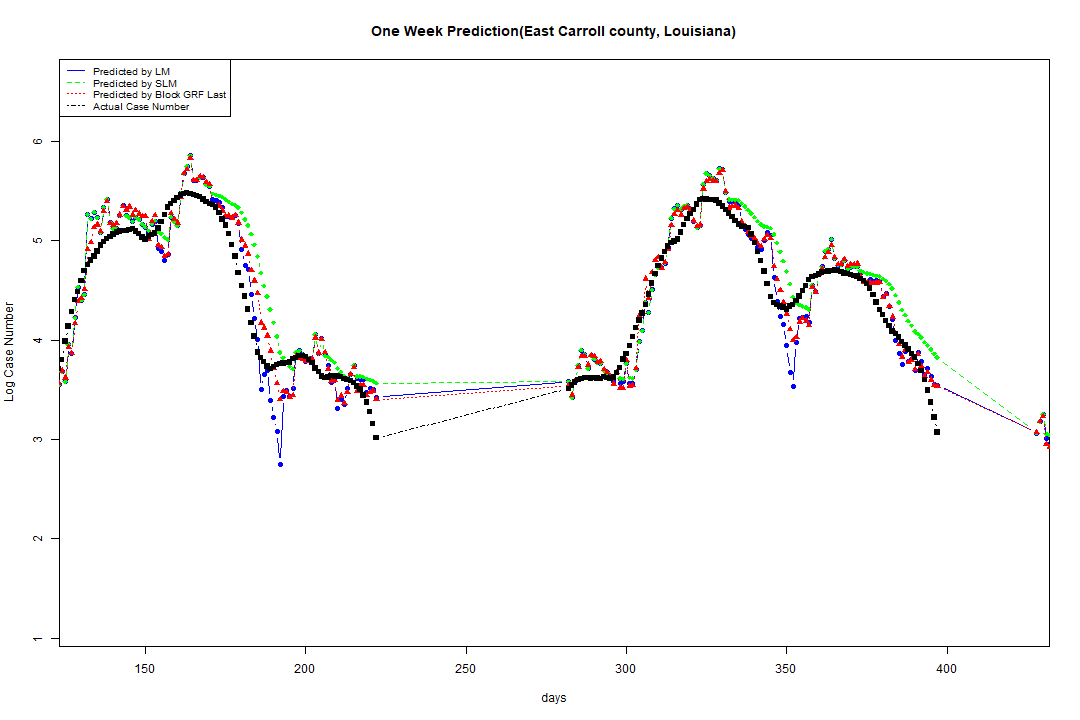 One Week Prediction(East Carroll county, Louisiana)
Predicted by LM
Predicted by SLM
Predicted by Block GRF Last
Actual Case Number
Log Case Number
6
5
4
3
2
1
150 200 250 300 350 400
days